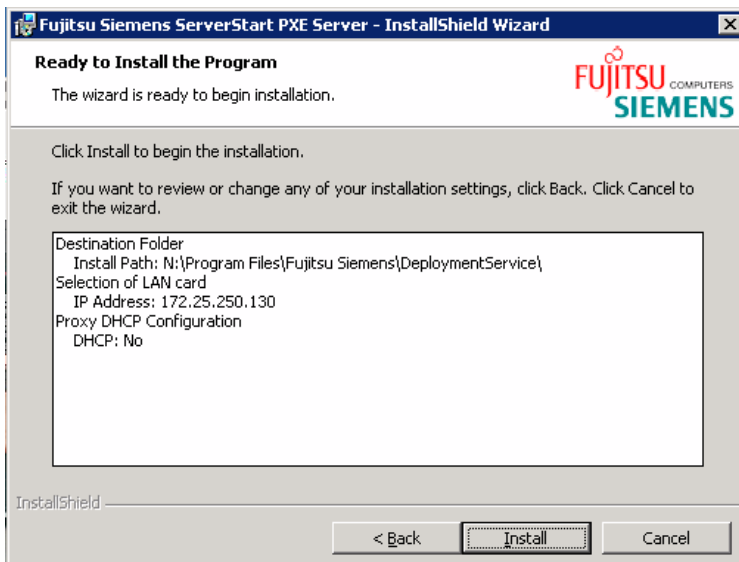 Fujitsu Siemens ServerStart PXE Server - InstallShield Wizard
Ready to Install the Program
The wizard is ready to begin installation.
FUJITSU COMPUTERS
SIEMENS
Click Install to begin the installation.
If you want to review or change any of your installation settings, click Back. Click Cancel to
exit the wizard.
Destination Folder
Install Path: N:\Program Files\Fujitsu Siemens\DeploymentService\
Selection of LAN card
IP Address: 172.25.250.130
Proxy DHCP Configuration
DHCP: No
InstallShield
< Back
Install
Cancel